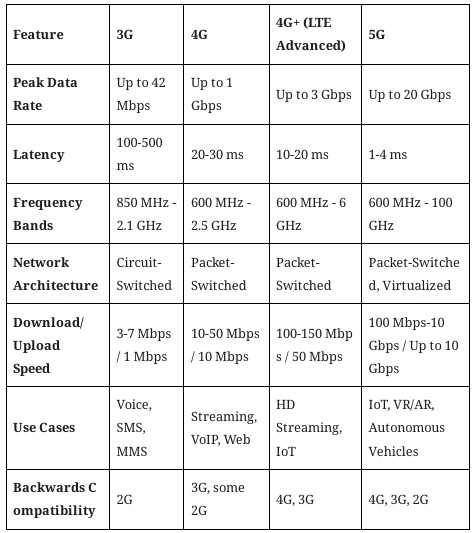 Feature 3G 4G 4G+ (LTE Advanced) 5G
Peak Data Rate Up to 42 Mbps Up to 1 Gbps Up to 3 Gbps Up to 20 Gbps
Latency 100-500 ms 20-30 ms 10-20 ms 1-4 ms
Frequency Bands 850 MHz - 2.1 GHz 600 MHz - 2.5 GHz 600 MHz - 6 GHz 600 MHz - 100 GHz
Network Architecture Circuit-Switched Packet-Switched Packet-Switched Packet-Switched, Virtualized
Download/ Upload Speed 3-7 Mbps / 1 Mbps 10-50 Mbps / 10 Mbps 100-150 Mbps / 50 Mbps 100 Mbps-10 Gbps / Up to 10 Gbps
Use Cases Voice, SMS, MMS Streaming, VoIP, Web HD Streaming, IoT IoT, VR/AR, Autonomous Vehicles
Backwards Compatibility 2G 3G, some 2G 4G, 3G 4G, 3G, 2G